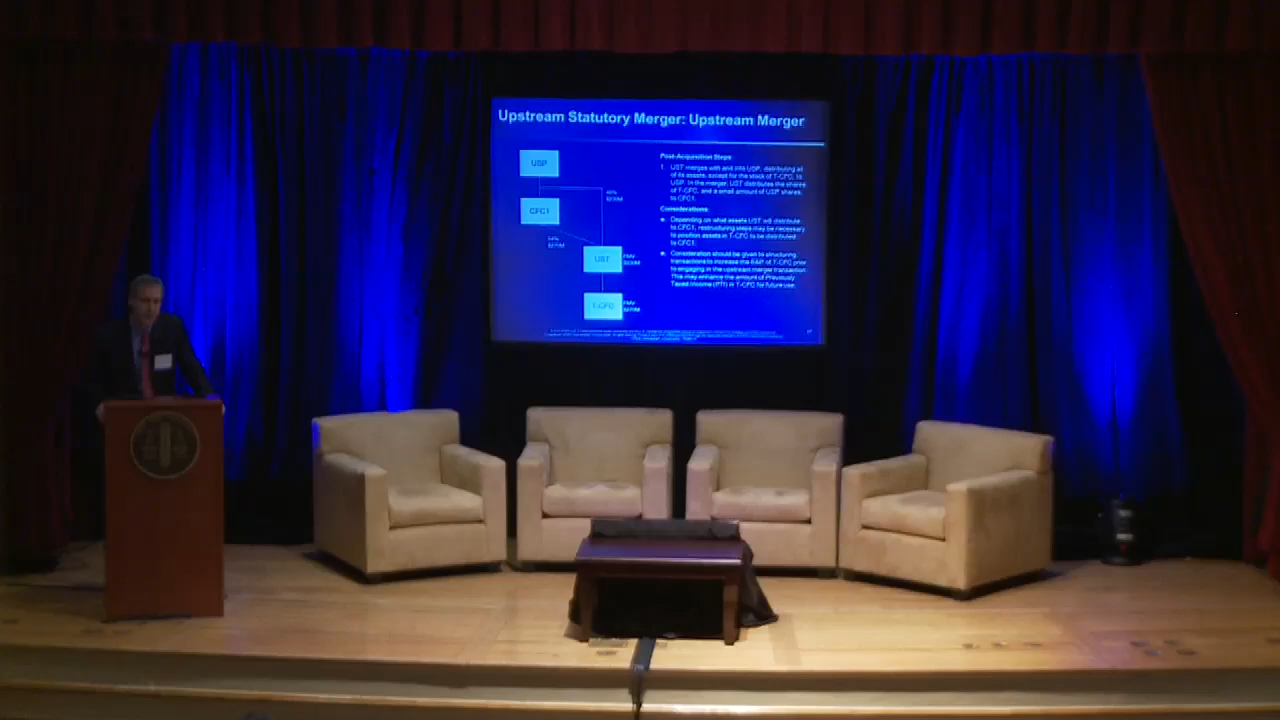 Upstream Statutory Merger: Upstream Merger
USP
CFC1
UST
T-CFC
FMV
FMV
Post-Acquisition Steps:
1. UST merges with and into USP, distributing all
of its assets, except for the stock of T-CFC, to
USP. In the merger, UST distributes the shares
of T-CFC, and a small amount of USP shares,
to CFC1.
Considerations:
Depending on what assets UST will distribute
to CFC1, restructuring steps may be necessary
to position assets in T-CFC to be distributed
to CFC1.
Consideration should be given to structuring
transactions to increase the E&P of T-CFC prior
to engaging in the upstream merger transaction.
This may enhance the amount of Previously
Taxed Income (PTI) in T-CFC for future use.